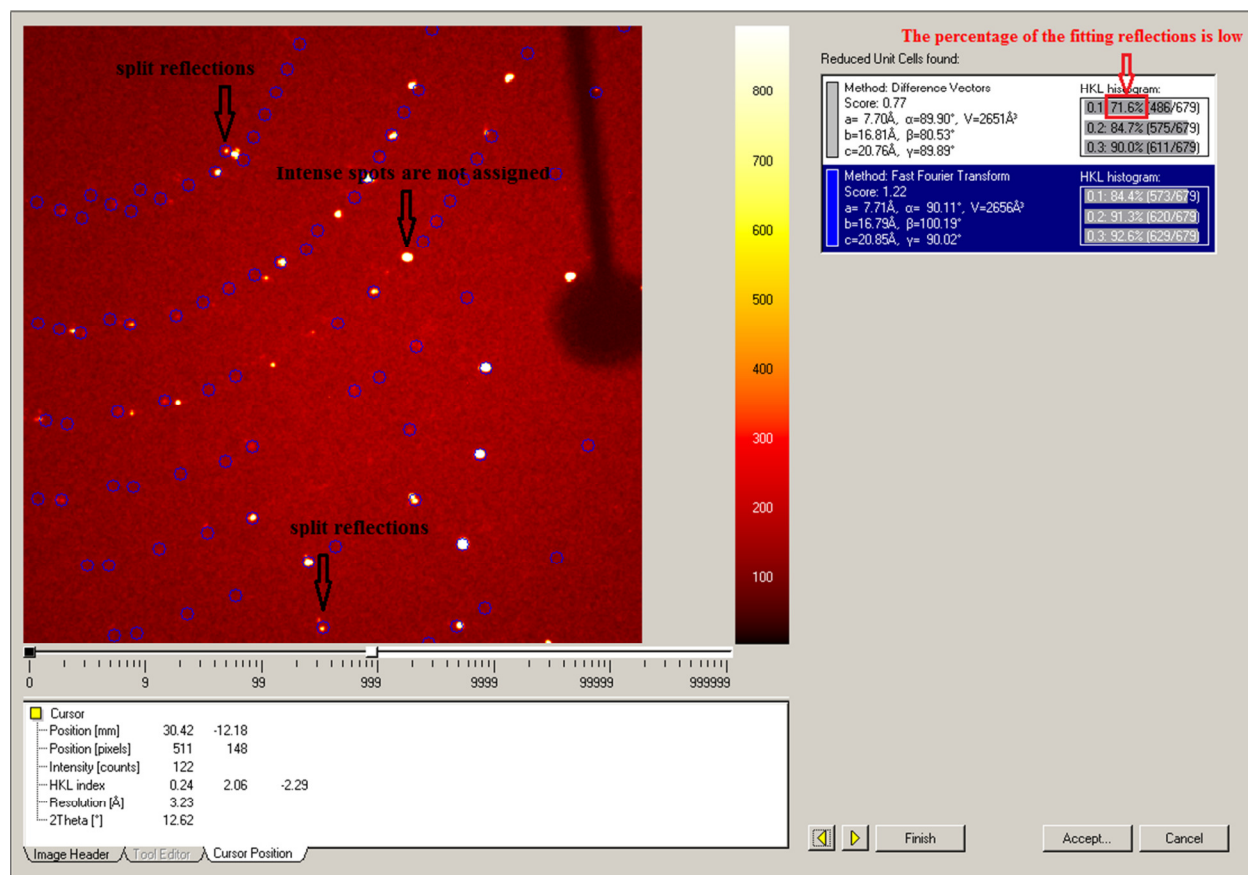 The percentage of the fitting reflections is low
split reflections
Intense spots are not assigned
split reflections
800
700
600
500
400
300
200
100
0
9
99
999
9999
99999
999999
Reduced Unit Cells found:
Method: Difference Vectors
Score: 0.77
a= 7.70Å, α=89.90°, V=2651Å³
b=16.81Å, β=80.53°
c=20.76Å, γ=89.89°
HKL histogram:
0.1: 71.6% (486/679)
0.2: 84.7% (575/679)
0.3: 90.0% (611/679)
Method: Fast Fourier Transform
Score: 1.22
a= 7.71Å, α= 90.11°, V=2656Å³
b=16.79Å, β=100.19°
c=20.85Å, γ= 90.02°
HKL histogram:
0.1: 84.4% (573/679)
0.2: 91.3% (620/679)
0.3: 92.6% (629/679)
Cursor
Position [mm] 30.42 -12.18
Position [pixels] 511 148
Intensity [counts] 122
HKL index 0.24 2.06 -2.29
Resolution [Å] 3.23
2Theta [°] 12.62
Image Header Tool Editor Cursor Position
Finish Accept... Cancel